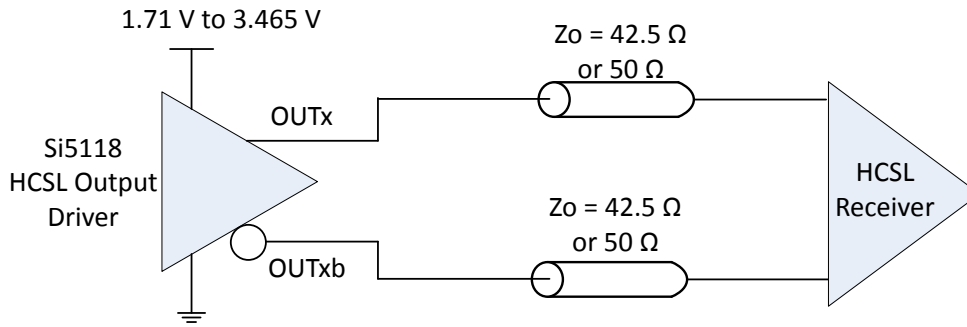 1.71 V to 3.465 V
Zo = 42.5 Ω
or 50 Ω
OUTx
Si5118
HCSL Output
Driver
HCSL
Receiver
Zo = 42.5 Ω
or 50 Ω
OUTxb